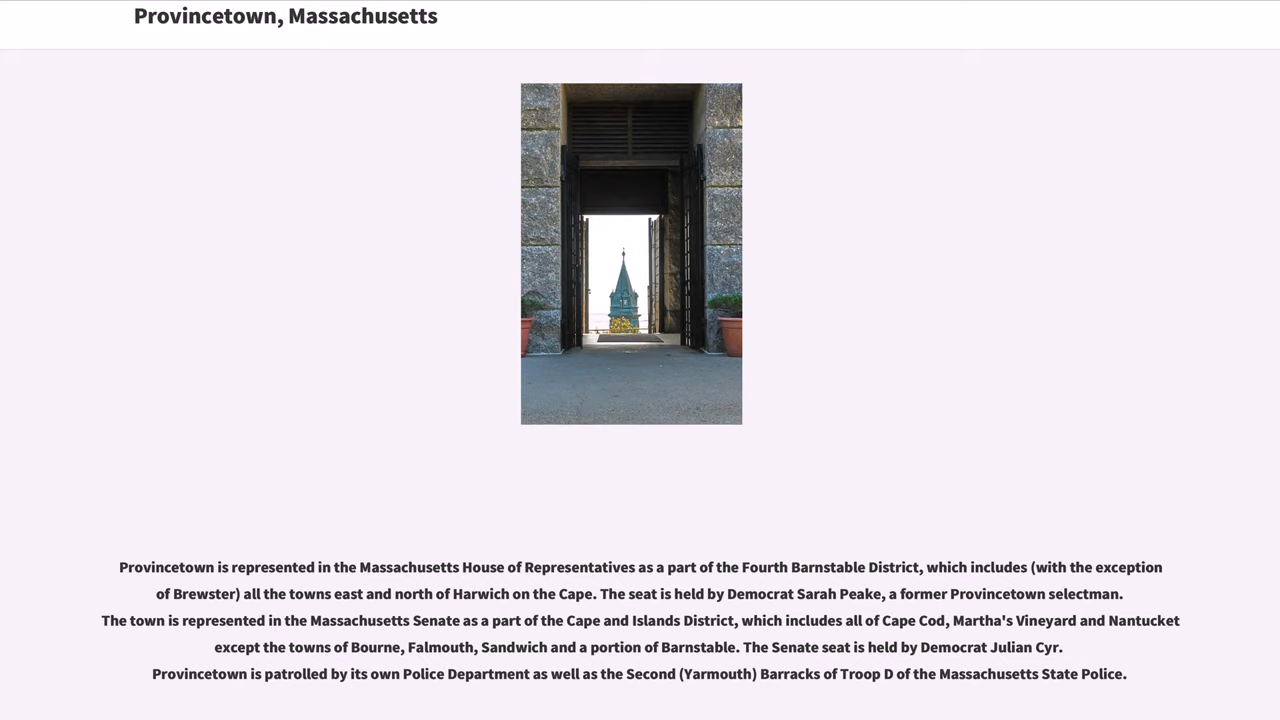 Provincetown, Massachusetts
Provincetown is represented in the Massachusetts House of Representatives as a part of the Fourth Barnstable District, which includes (with the exception
of Brewster) all the towns east and north of Harwich on the Cape. The seat is held by Democrat Sarah Peake, a former Provincetown selectman.
The town is represented in the Massachusetts Senate as a part of the Cape and Islands District, which includes all of Cape Cod, Martha's Vineyard and Nantucket
except the towns of Bourne, Falmouth, Sandwich and a portion of Barnstable. The Senate seat is held by Democrat Julian Cyr.
Provincetown is patrolled by its own Police Department as well as the Second (Yarmouth) Barracks of Troop D of the Massachusetts State Police.